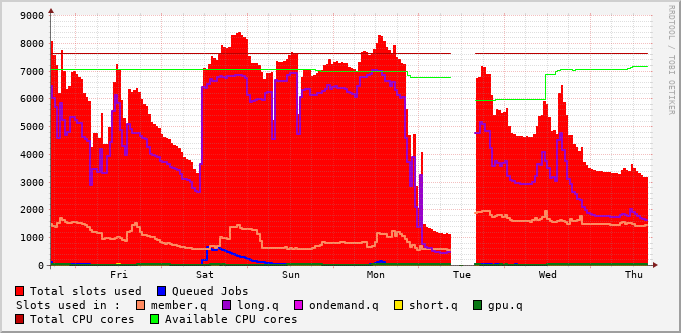 9000
8000
7000
6000
5000
4000
3000
2000
1000
0
Fri Sat Sun Mon Tue Wed Thu
RRDTOOL / TOBI OETIKER
Total slots used Queued Jobs
Slots used in : member.q long.q ondemand.q short.q gpu.q
Total CPU cores Available CPU cores